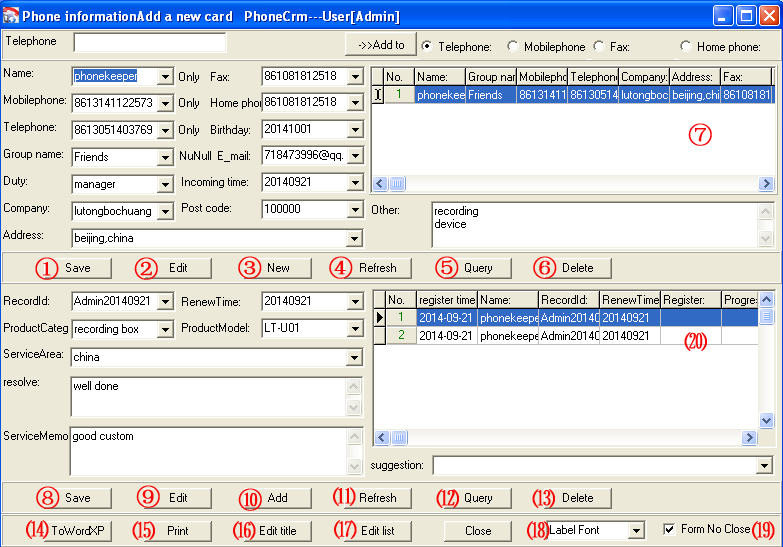 Phone informationAdd a new card PhoneCrm---User[Admin]
Telephone ->>Add to Telephone: Mobilephone Fax: Home phone:
Name: phonekeeper Only Fax: 861081812518
Mobilephone: 8613141122573 Only Home phon 861081812518
Telephone: 8613051403769 Only Birthday: 20141001
Group name: Friends NuNull E_mail: 718473996@qq.
Duty: manager Incoming time: 20140921
Company: lutongbochuang Post code: 100000
Address: beijing,china
No. Name: Group nar Mobilepho Telephone Company: Address: Fax:
1 phonekee Friends 86131411 86130514 lutongboc beijing,chi 86108181
⑦
Other: recording
device
① Save ② Edit ③ New ④ Refresh ⑤ Query ⑥ Delete
RecordId: Admin20140921 RenewTime: 20140921
ProductCateg recording box ProductModel: LT-U01
ServiceArea: china
resolve: well done
ServiceMemo good custom
No. register time Name: RecordId: RenewTime Register: Progres
1 2014-09-21 phonekeepe Admin20140 20140921
2 2014-09-21 phonekeepe Admin20140 20140921
⒇
suggestion:
⑧ Save ⑨ Edit ⑩ Add ⑾ Refresh ⑿ Query ⒀ Delete
⒁ ToWordXP ⒂ Print ⒃ Edit title ⒄ Edit list Close ⒅ Label Font Form No Close ⒆